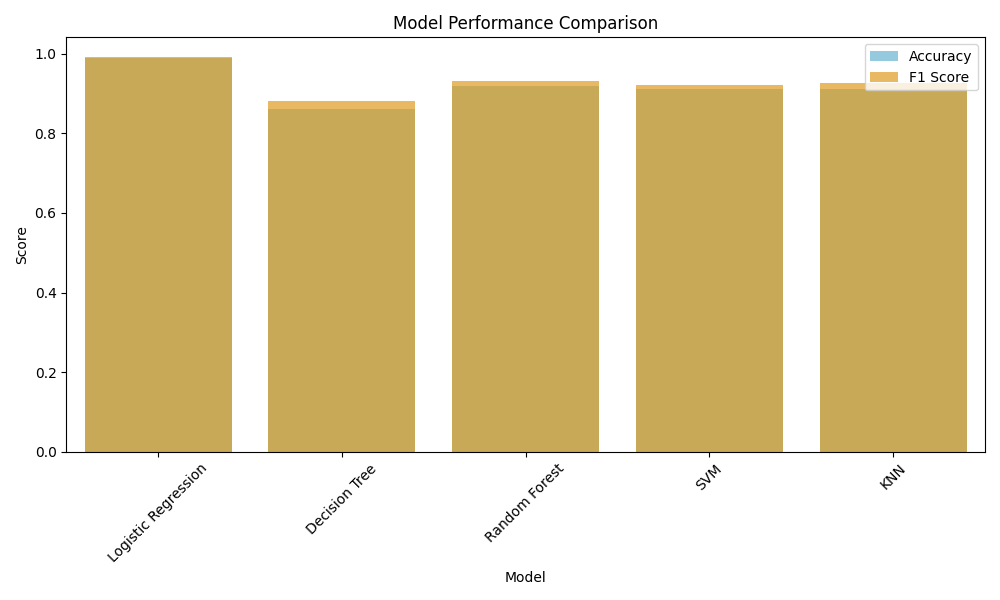 Model Performance Comparison
Accuracy
F1 Score
Score
1.0
0.8
0.6
0.4
0.2
0.0
Logistic Regression
Decision Tree
Random Forest
SVM
KNN
Model